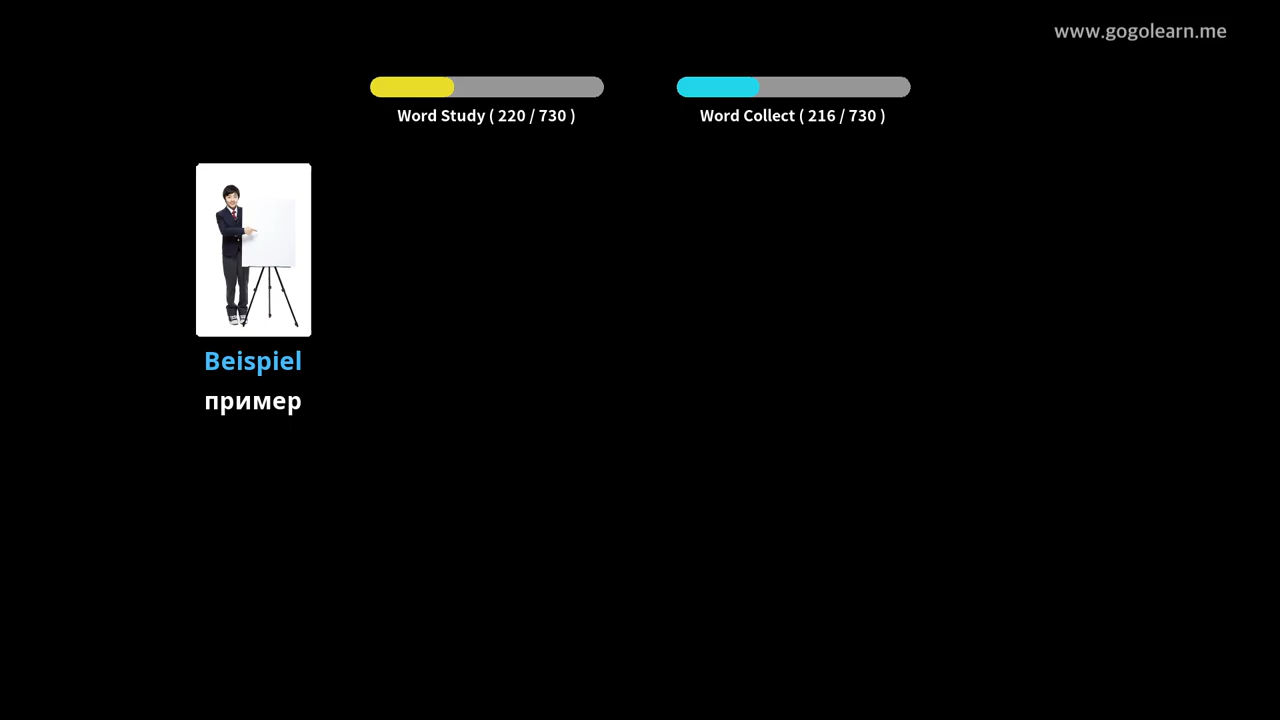 www.gogolearn.me
Word Study ( 220 / 730 )
Word Collect ( 216 / 730 )
Beispiel
пример